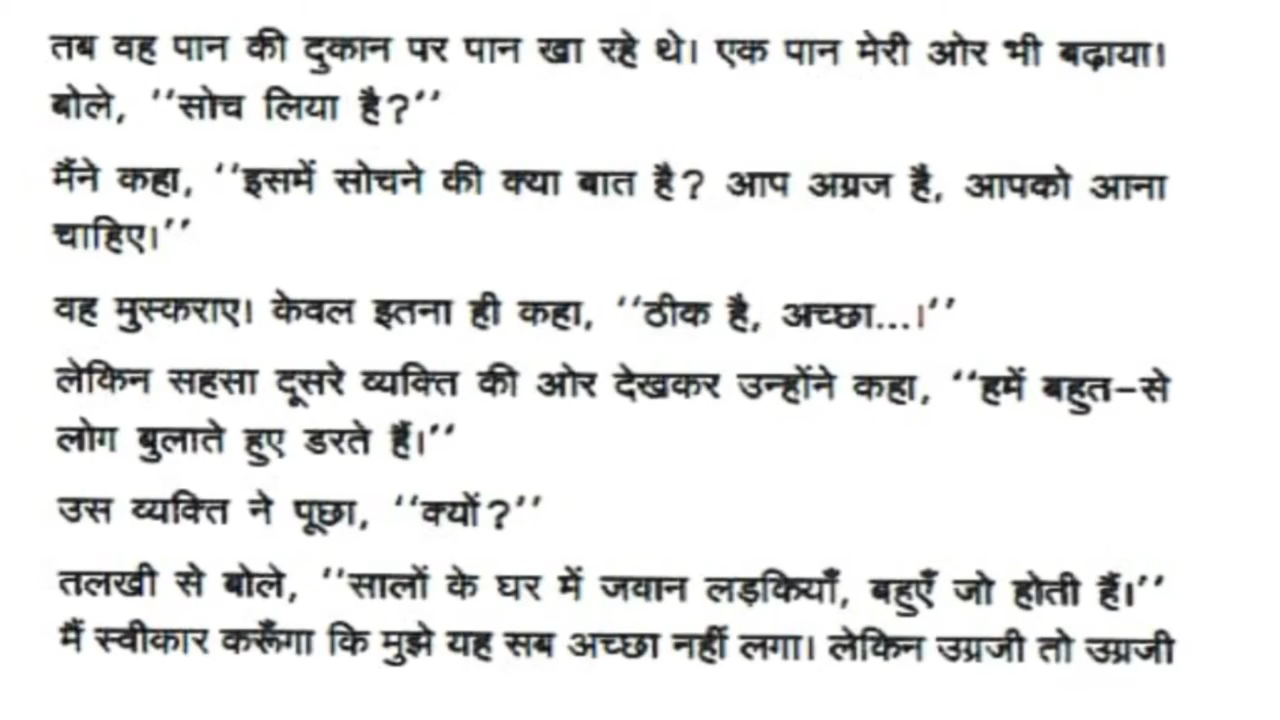 तब वह पान की दुकान पर पान खा रहे थे। एक पान मेरी ओर भी बढ़ाया।
बोले, ‘‘सोच लिया है?’’
मैंने कहा, ‘‘इसमें सोचने की क्या बात है? आप अग्रज है, आपको आना
चाहिए।’’
वह मुस्कराए। केवल इतना ही कहा, ‘‘ठीक है, अच्छा...।’’
लेकिन सहसा दूसरे व्यक्ति की ओर देखकर उन्होंने कहा, ‘‘हमें बहुत-से
लोग बुलाते हुए डरते हैं।’’
उस व्यक्ति ने पूछा, ‘‘क्यों?’’
तलखी से बोले, ‘‘सालों के घर में जवान लड़कियाँ, बहुएँ जो होती हैं।’’
मैं स्वीकार करूँगा कि मुझे यह सब अच्छा नहीं लगा। लेकिन उग्रजी तो उग्रजी